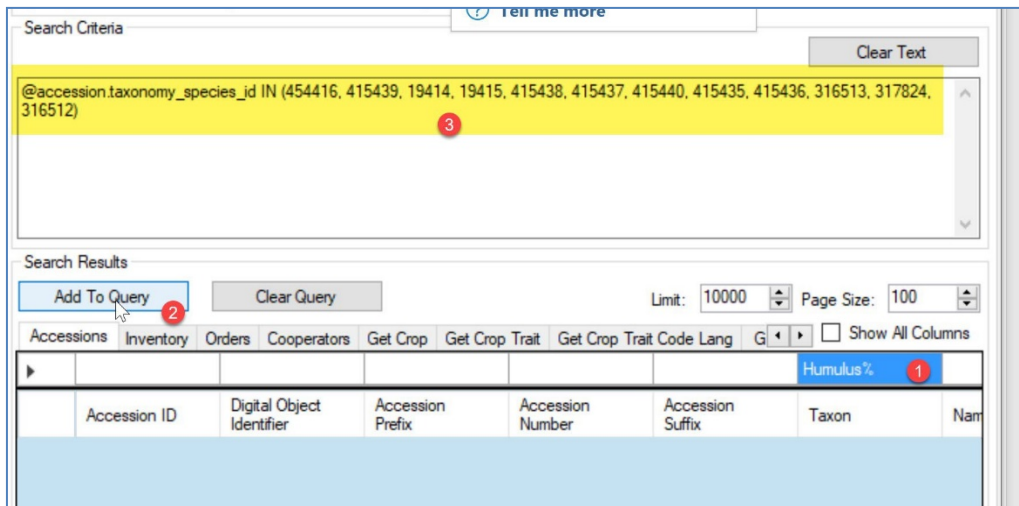 Tell me more
Search Criteria
Clear Text
@accession.taxonomy_species_id IN (454416, 415439, 19414, 19415, 415438, 415437, 415440, 415435, 415436, 316513, 317824,
316512)
3
Search Results
Add To Query
2
Clear Query
Limit: 10000
Page Size: 100
Accessions Inventory Orders Cooperators Get Crop Get Crop Trait Get Crop Trait Code Lang G
Show All Columns
Humulus% 1
Accession ID
Digital Object
Identifier
Accession
Prefix
Accession
Number
Accession
Suffix
Taxon
Nam